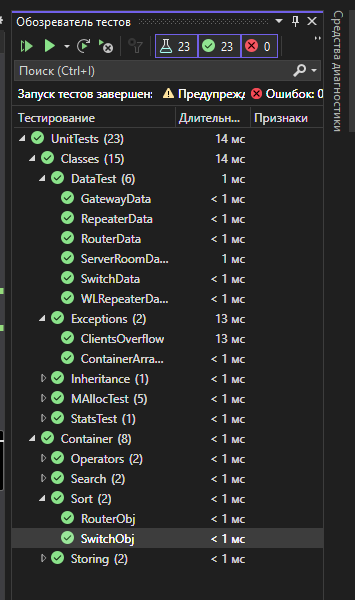 Обозреватель тестов
23 23 0
Поиск (Ctrl+I)
Запуск тестов завершен: Предупрежд Ошибок: 0
Тестирование Длительн... Признаки
UnitTests (23) 14 мс
Classes (15) 14 мс
DataTest (6) 1 мс
GatewayData < 1 мс
RepeaterData < 1 мс
RouterData < 1 мс
ServerRoomDa... 1 мс
SwitchData < 1 мс
WLRepeaterDa... < 1 мс
Exceptions (2) 13 мс
ClientsOverflow 13 мс
ContainerArra... < 1 мс
Inheritance (1) < 1 мс
MAllocTest (5) < 1 мс
StatsTest (1) < 1 мс
Container (8) < 1 мс
Operators (2) < 1 мс
Search (2) < 1 мс
Sort (2) < 1 мс
RouterObj < 1 мс
SwitchObj < 1 мс
Storing (2) < 1 мс
Средства диагностики